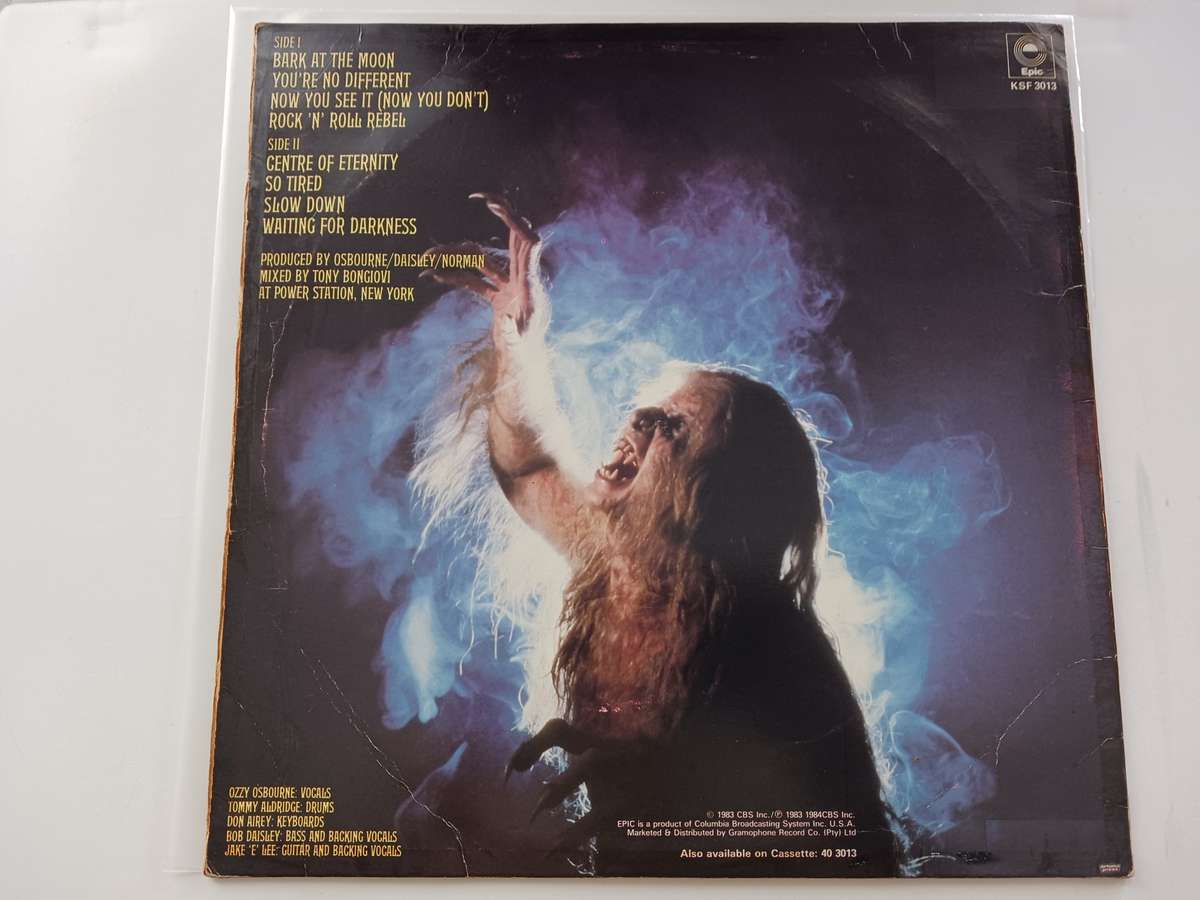 SIDE I
BARK AT THE MOON
YOU'RE NO DIFFERENT
NOW YOU SEE IT (NOW YOU DON'T)
ROCK 'N' ROLL REBEL
SIDE II
CENTRE OF ETERNITY
SO TIRED
SLOW DOWN
WAITING FOR DARKNESS
PRODUCED BY OSBOURNE/DAISLEY/NORMAN
MIXED BY TONY BONGIOVI
AT POWER STATION, NEW YORK
Epic
KSF 3013
OZZY OSBOURNE: VOCALS
TOMMY ALDRIDGE: DRUMS
DON AIREY: KEYBOARDS
BOB DAISLEY: BASS AND BACKING VOCALS
JAKE 'E' LEE: GUITAR AND BACKING VOCALS
© 1983 CBS Inc./℗ 1983 1984CBS Inc.
EPIC is a product of Columbia Broadcasting System Inc. U.S.A.
Marketed & Distributed by Gramophone Record Co. (Pty) Ltd
Also available on Cassette: 40 3013